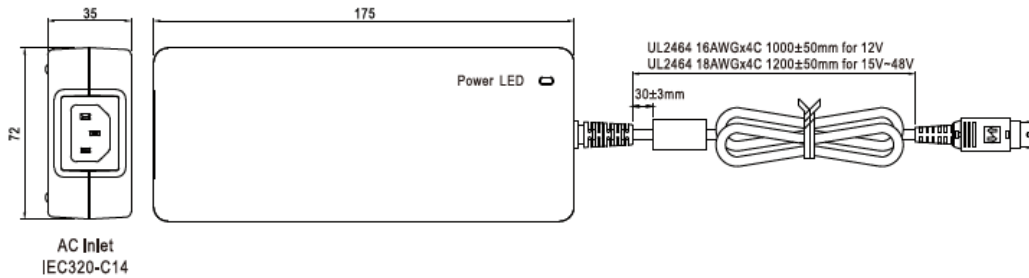 35
175
UL2464 16AWGx4C 1000±50mm for 12V
UL2464 18AWGx4C 1200±50mm for 15V~48V
Power LED
30±3mm
72
AC Inlet
IEC320-C14